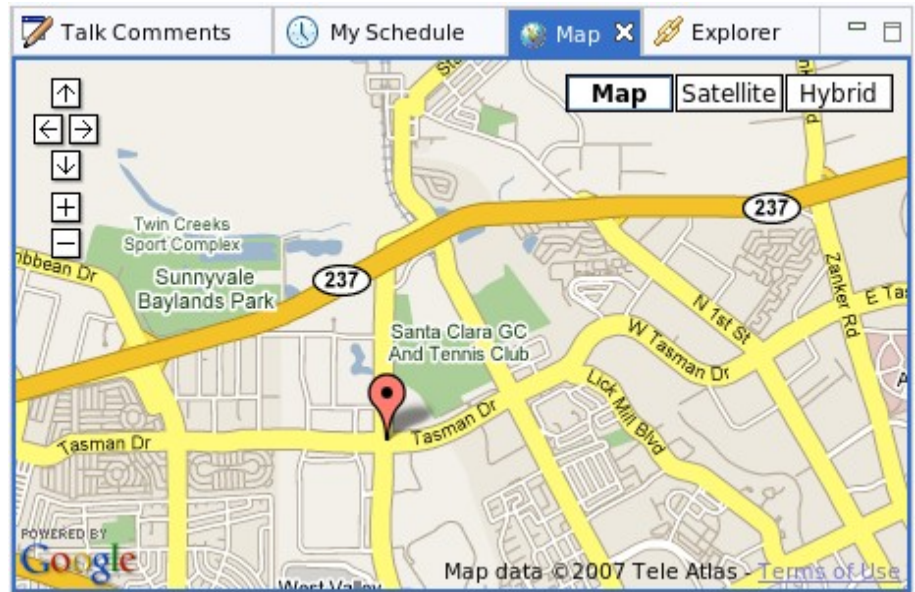 Talk Comments
My Schedule
Map
Explorer
Map
Satellite
Hybrid
237
Twin Creeks
Sport Complex
Sunnyvale
Baylands Park
237
Zanker Rd
N 1st St
Santa Clara GC
And Tennis Club
W Tasman Dr
Lick Mill Blvd
Tasman Dr
Tasman Dr
POWERED BY
Google
West Valley
Map data ©2007 Tele Atlas - Terms of Use